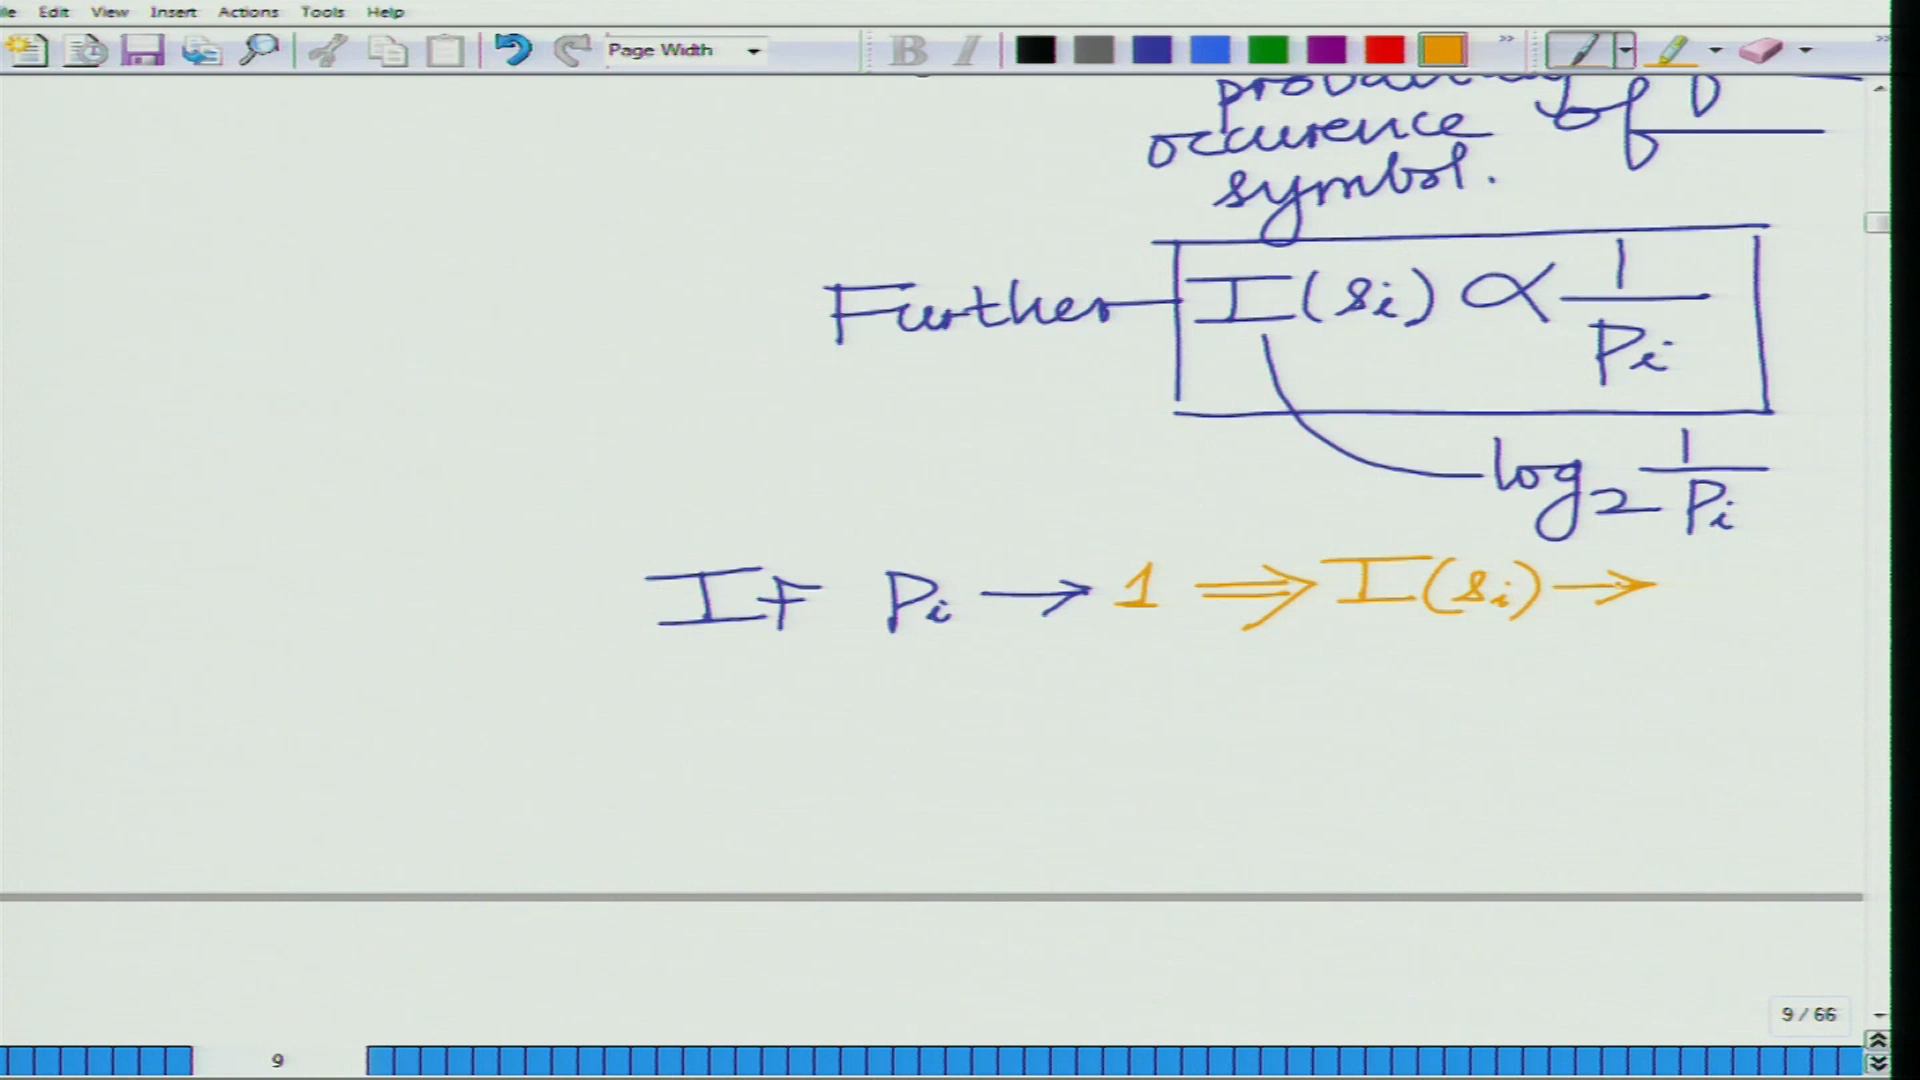 Edit View Insert Actions Tools Help
Page Width
B I
probability of
occurence
symbol.
Further I(si) ∝ 1/Pi
log2 1/Pi
IF Pi → 1 ⇒ I(si) →
9 / 66
9